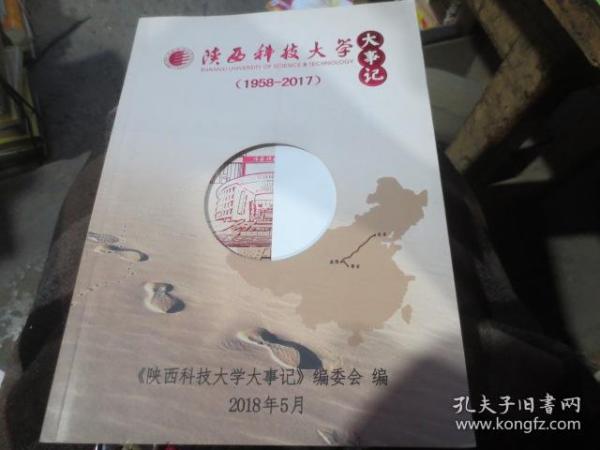 陕西科技大学
大事记
SHAANXI UNIVERSITY OF SCIENCE & TECHNOLOGY
(1958-2017)
《陕西科技大学大事记》编委会 编
2018年5月
孔夫子旧书网
www.kongfz.com